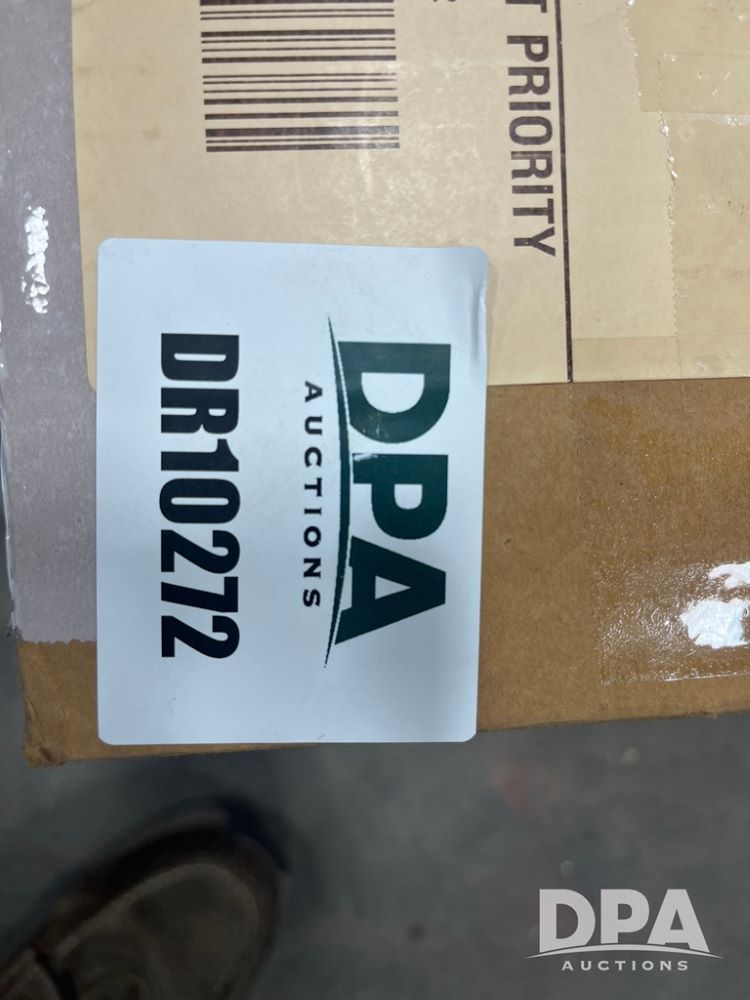 T PRIORITY
DPA
AUCTIONS
DR10272
DPA
AUCTIONS